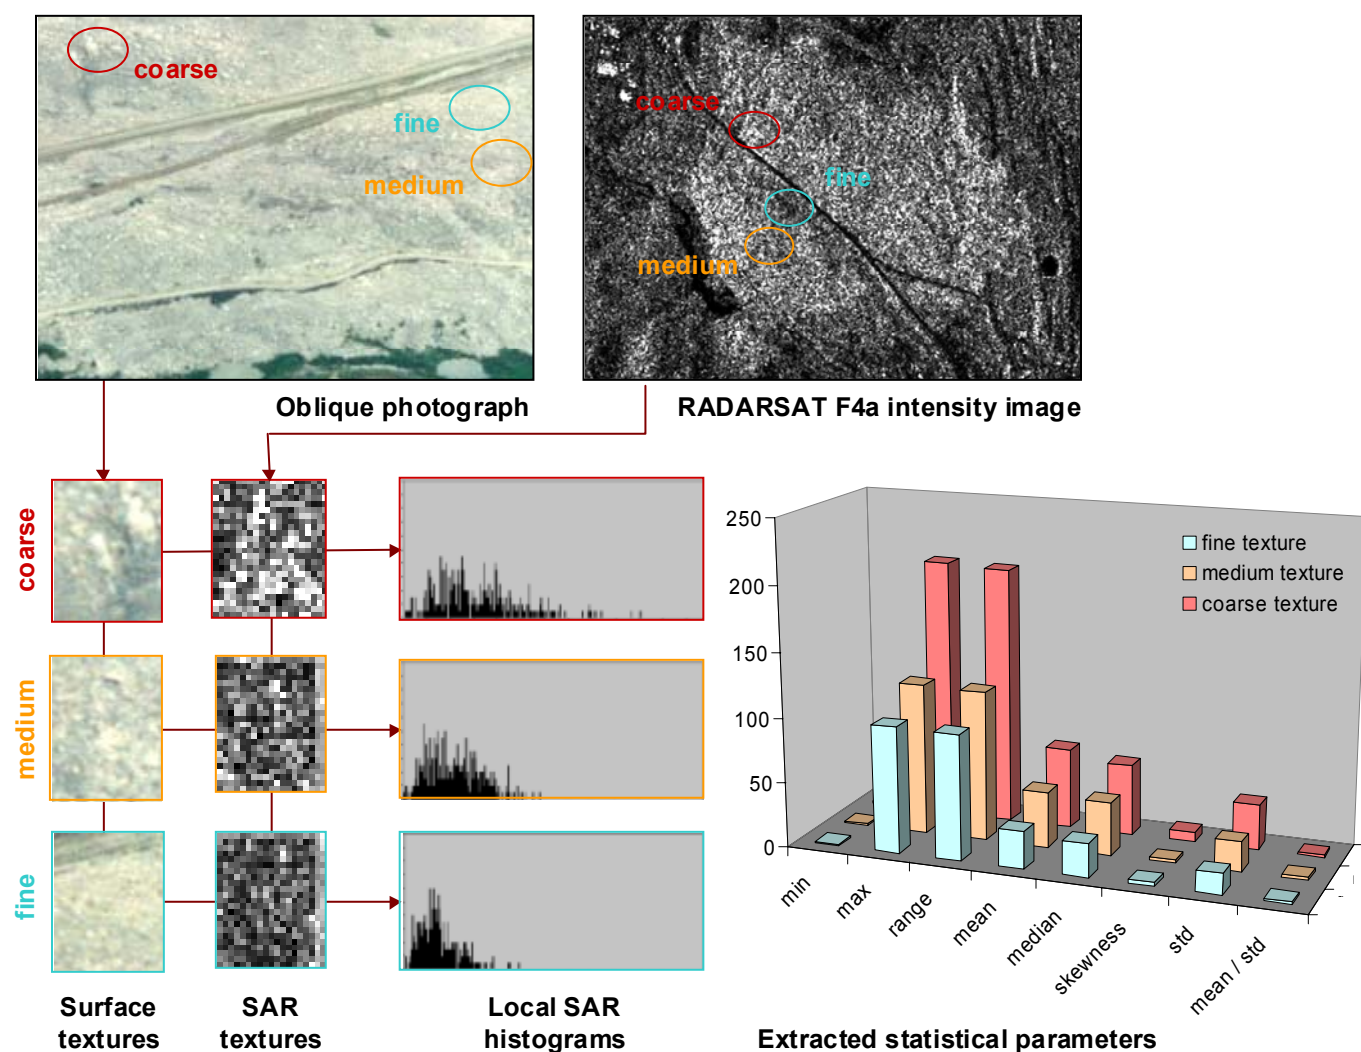 coarse
fine
medium
coarse
fine
medium
Oblique photograph
RADARSAT F4a intensity image
coarse
medium
fine
Surface
textures
SAR
textures
Local SAR
histograms
250
200
150
100
50
0
fine texture
medium texture
coarse texture
min
max
range
mean
median
skewness
std
mean / std
Extracted statistical parameters